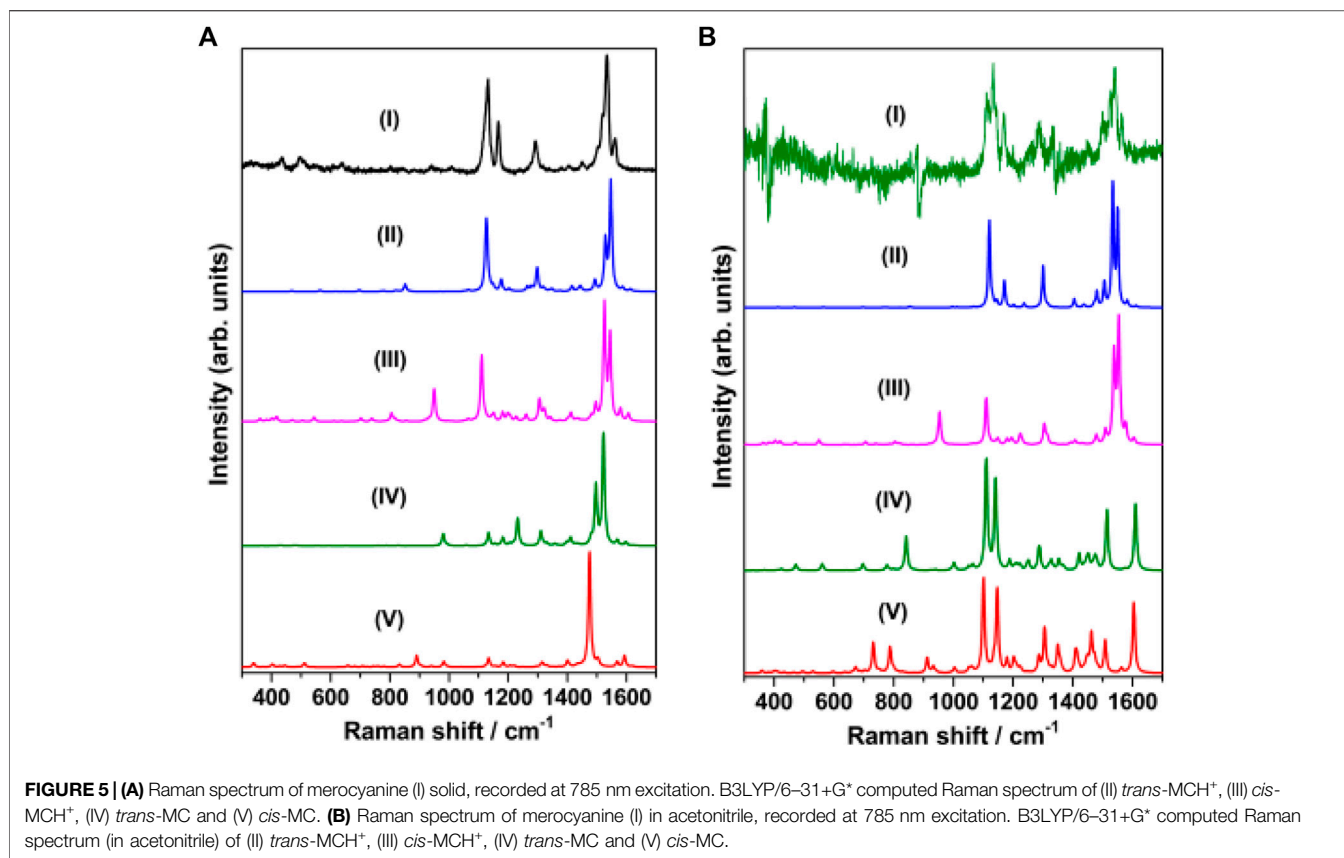 A
B
Intensity (arb. units)
(I)
(II)
(III)
(IV)
(V)
400 600 800 1000 1200 1400 1600
Raman shift / cm⁻¹
Intensity (arb. units)
(I)
(II)
(III)
(IV)
(V)
400 600 800 1000 1200 1400 1600
Raman shift / cm⁻¹
FIGURE 5 | (A) Raman spectrum of merocyanine (I) solid, recorded at 785 nm excitation. B3LYP/6–31+G* computed Raman spectrum of (II) trans-MCH⁺, (III) cis-
MCH⁺, (IV) trans-MC and (V) cis-MC. (B) Raman spectrum of merocyanine (I) in acetonitrile, recorded at 785 nm excitation. B3LYP/6–31+G* computed Raman
spectrum (in acetonitrile) of (II) trans-MCH⁺, (III) cis-MCH⁺, (IV) trans-MC and (V) cis-MC.